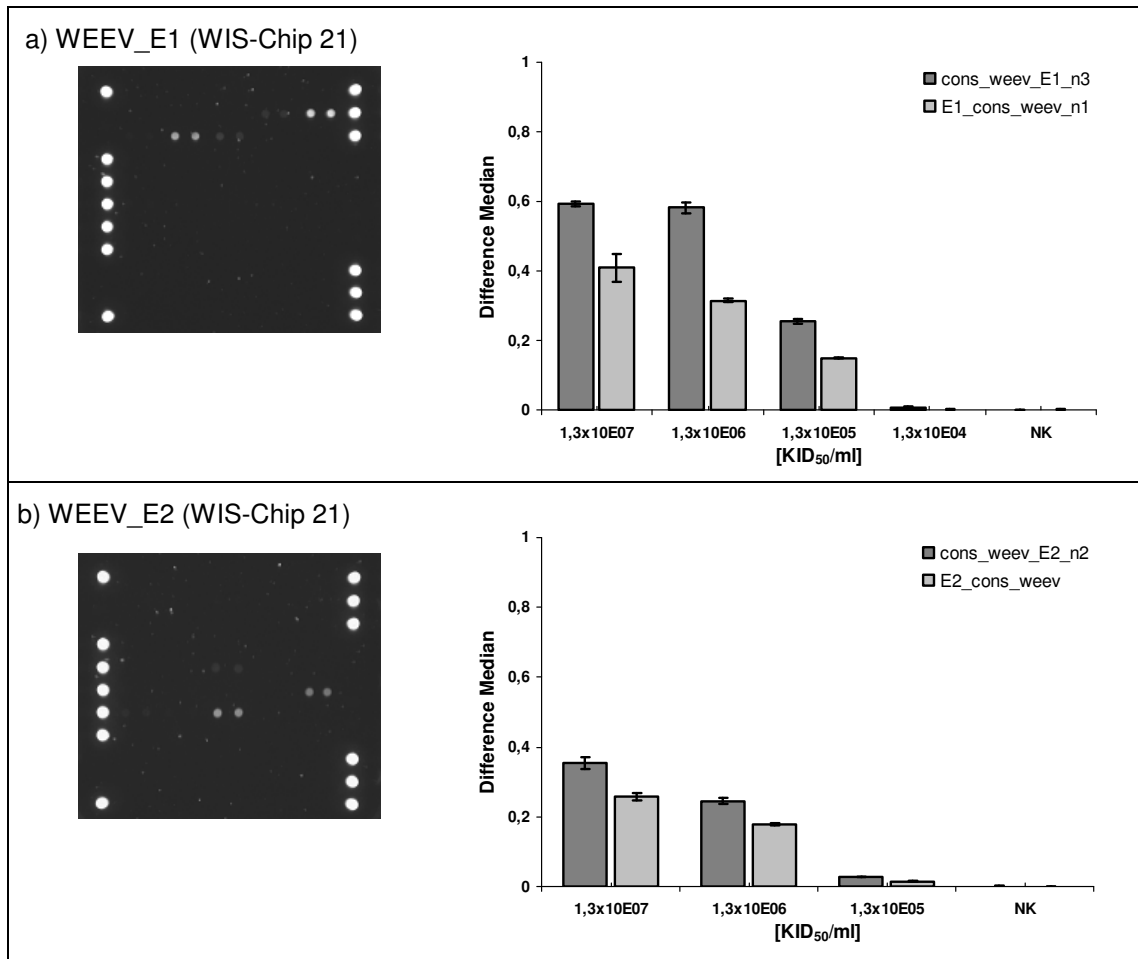 a) WEEV_E1 (WIS-Chip 21)
Difference Median
1
0,8
0,6
0,4
0,2
0
cons_weev_E1_n3
E1_cons_weev_n1
1,3x10E07 1,3x10E06 1,3x10E05 1,3x10E04 NK
[KID50/ml]
b) WEEV_E2 (WIS-Chip 21)
Difference Median
1
0,8
0,6
0,4
0,2
0
cons_weev_E2_n2
E2_cons_weev
1,3x10E07 1,3x10E06 1,3x10E05 NK
[KID50/ml]